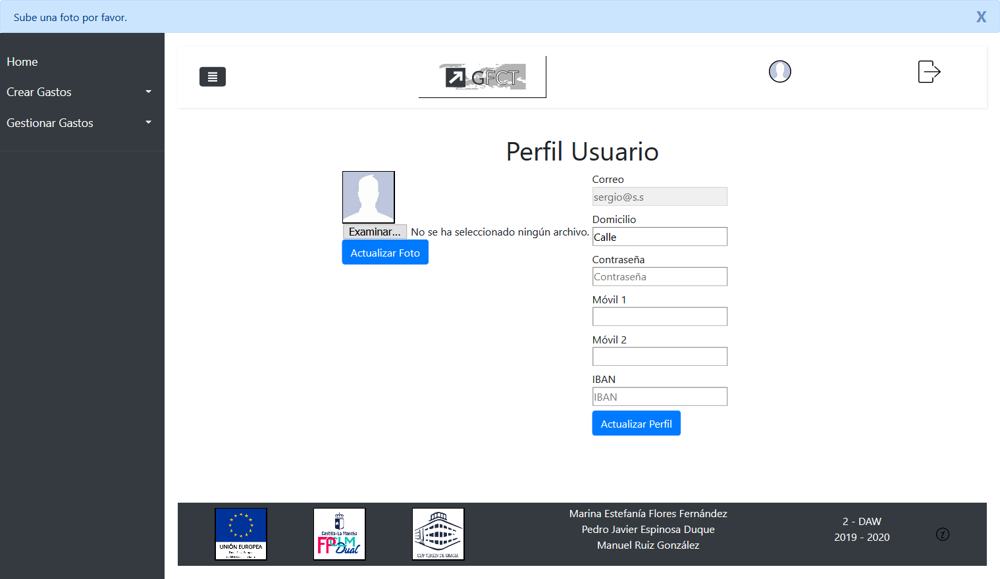 Sube una foto por favor.
X
Home
Crear Gastos
Gestionar Gastos
GFCT
Perfil Usuario
Examinar... No se ha seleccionado ningún archivo.
Actualizar Foto
Correo
sergio@s.s
Domicilio
Calle
Contraseña
Contraseña
Móvil 1
Móvil 2
IBAN
IBAN
Actualizar Perfil
UNIÓN EUROPEA
Castilla-La Mancha
FPCLM
Dual
CIFP VIRGEN DE GRACIA
Marina Estefanía Flores Fernández
Pedro Javier Espinosa Duque
Manuel Ruiz González
2 - DAW
2019 - 2020